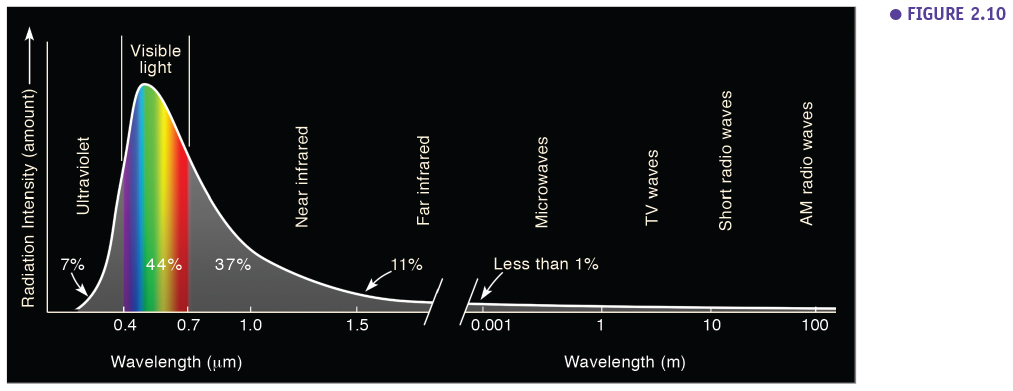 ● FIGURE 2.10
Visible
light
Radiation Intensity (amount)
Ultraviolet
Near infrared
Far infrared
Microwaves
TV waves
Short radio waves
AM radio waves
7%
44%
37%
11%
Less than 1%
0.4
0.7
1.0
1.5
0.001
1
10
100
Wavelength (μm)
Wavelength (m)